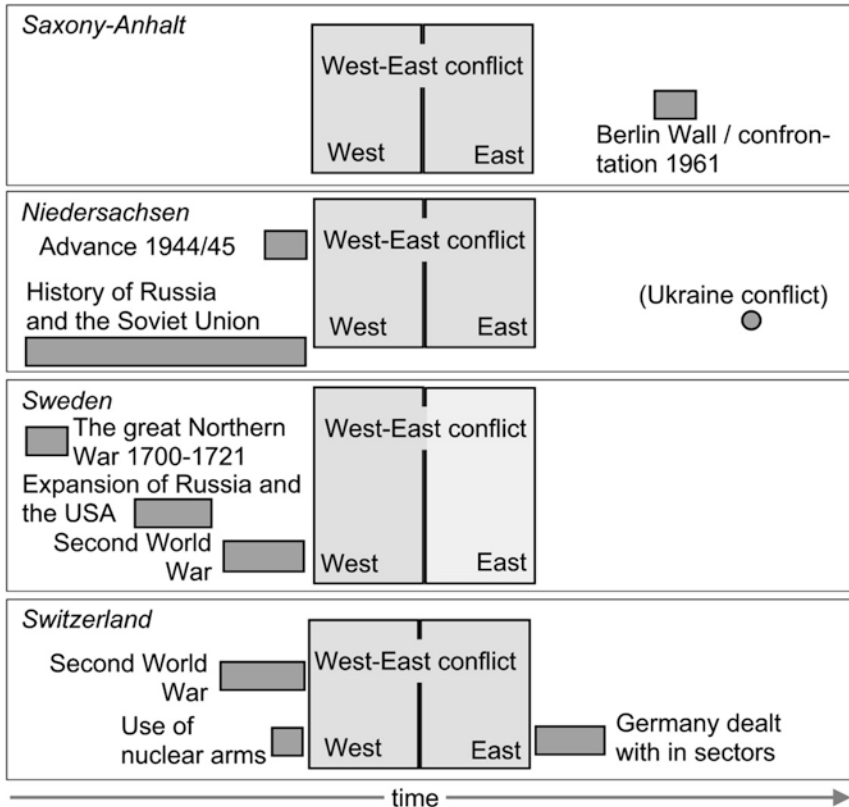 Saxony-Anhalt
West-East conflict
West
East
Berlin Wall / confron-
tation 1961
Niedersachsen
Advance 1944/45
History of Russia
and the Soviet Union
West-East conflict
West
East
(Ukraine conflict)
Sweden
The great Northern
War 1700-1721
Expansion of Russia and
the USA
Second World
War
West-East conflict
West
East
Switzerland
Second World
War
Use of
nuclear arms
West-East conflict
West
East
Germany dealt
with in sectors
time